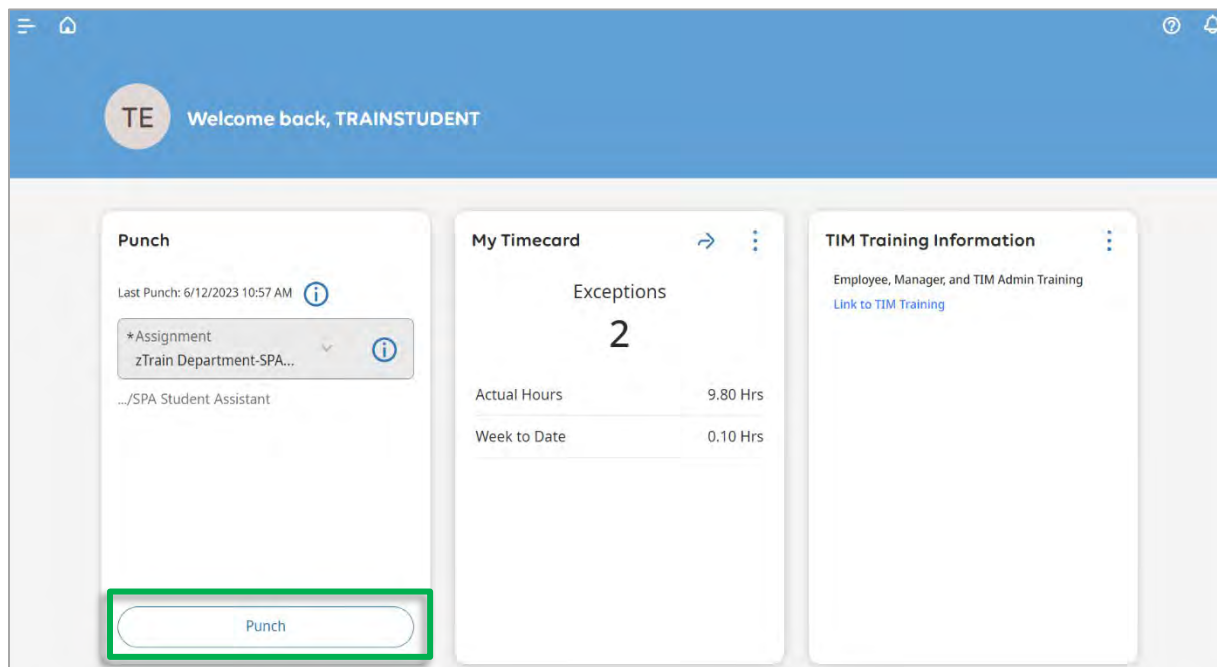 TE
Welcome back, TRAINSTUDENT
Punch
Last Punch: 6/12/2023 10:57 AM
*Assignment
zTrain Department-SPA...
.../SPA Student Assistant
Punch
My Timecard
Exceptions
2
Actual Hours 9.80 Hrs
Week to Date 0.10 Hrs
TIM Training Information
Employee, Manager, and TIM Admin Training
Link to TIM Training